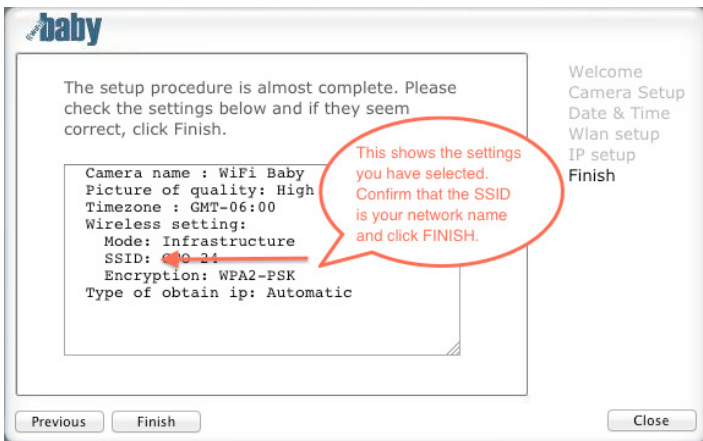 baby
The setup procedure is almost complete. Please
check the settings below and if they seem
correct, click Finish.
Camera name : WiFi Baby
Picture of quality: High
Timezone : GMT-06:00
Wireless setting:
Mode: Infrastructure
SSID:
Encryption: WPA2-PSK
Type of obtain ip: Automatic
This shows the settings
you have selected.
Confirm that the SSID
is your network name
and click FINISH.
Welcome
Camera Setup
Date & Time
Wlan setup
IP setup
Finish
Previous
Finish
Close